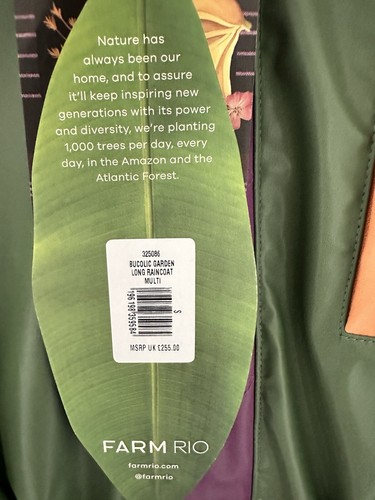 Nature has
always been our
home, and to assure
it'll keep inspiring new
generations with its power
and diversity, we're planting
1,000 trees per day, every
day, in the Amazon and the
Atlantic Forest.
325086
BUCOLIC GARDEN
LONG RAINCOAT
MULTI
S
MSRP UK £255.00
FARM RIO
farmrio.com
@farmrio